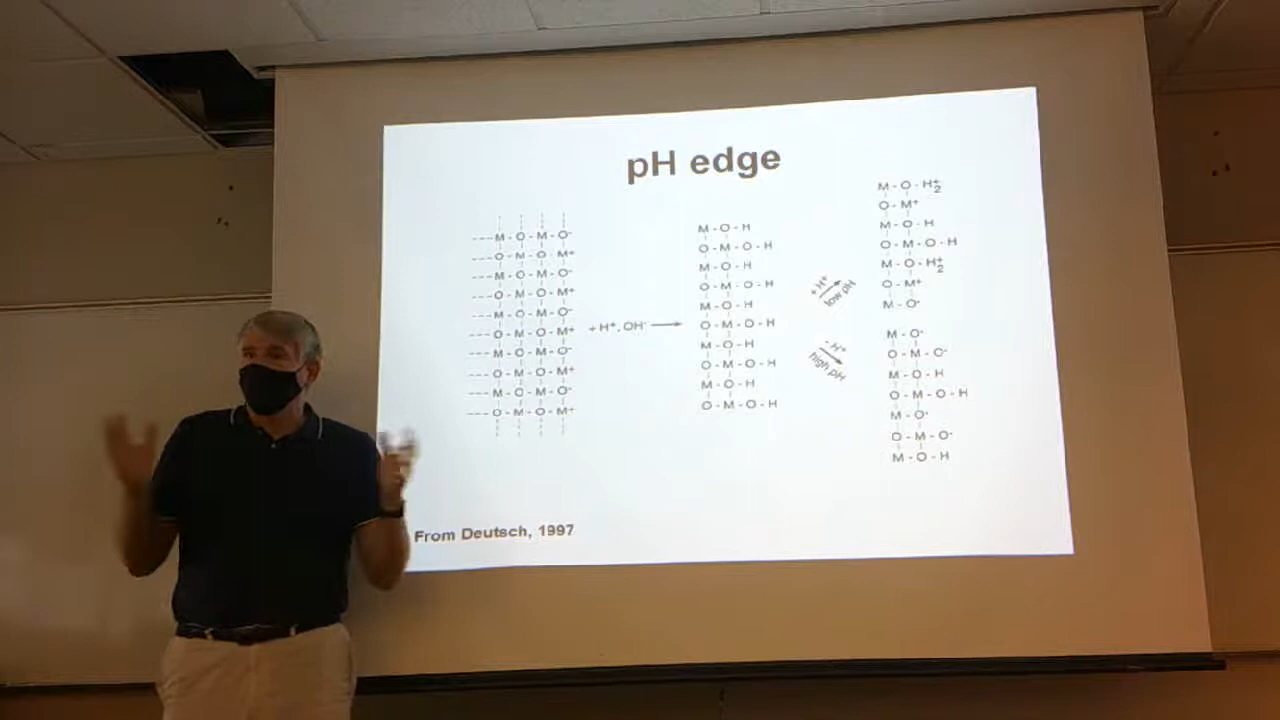 pH edge
---M-O-M-O-
---O-M-O M+
---M-O-M-O-
---O-M-O-M+
---M-O-M-O-
---O-M-O-M+
---M-O-M-O-
---O-M-O-M+
---M-O-M-O-
---O-M-O-M+
+ H+, OH-
M-O-H
O-M-O-H
M-O-H
O-M-O-H
M-O-H
O-M-O-H
M-O-H
O-M-O-H
M-O-H
O-M-O-H
+ H+
low pH
- H+
high pH
M-O-H2+
O-M+
M-O-H
O-M-O-H
M-O-H2+
O-M+
M-O-
M-O-
O-M-O-
M-O-H
O-M-O-H
M-O-
O-M-O-
M-O-H
From Deutsch, 1997